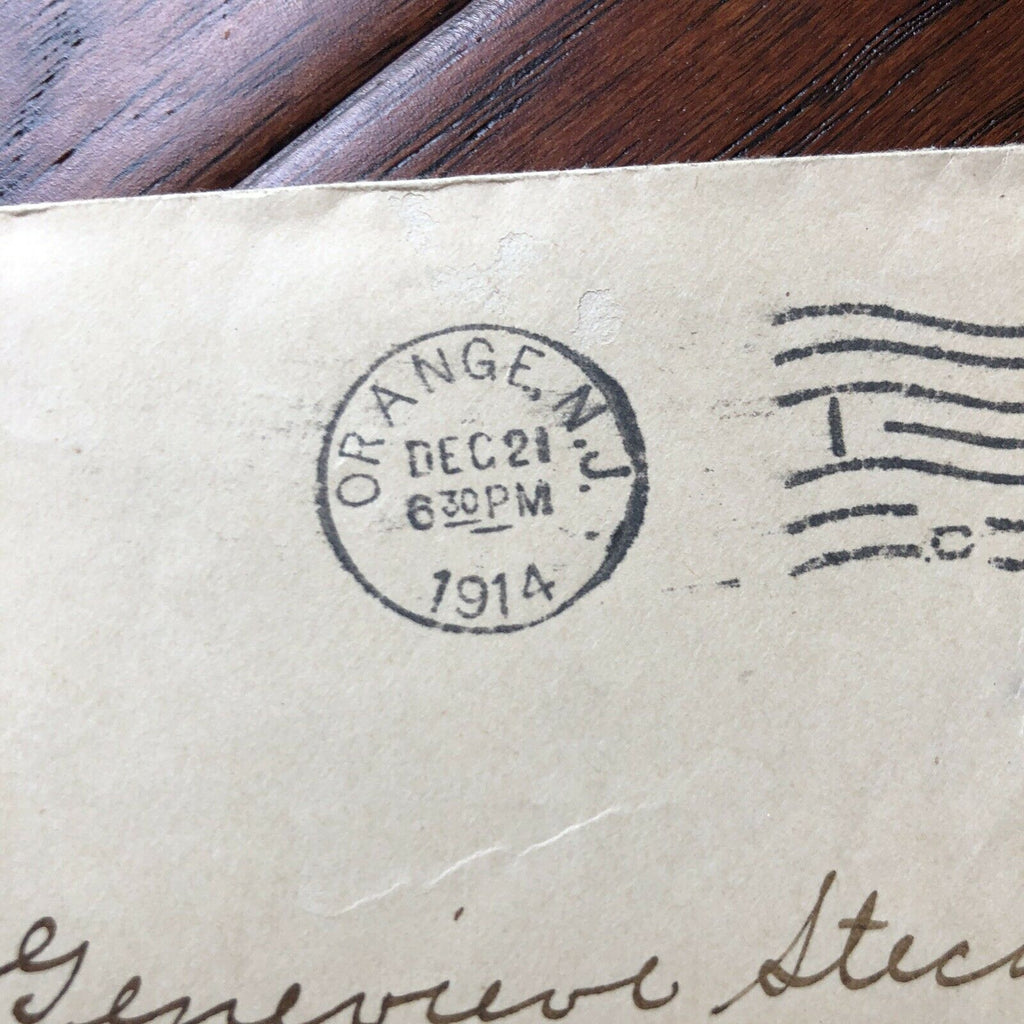 ORANGE, N.J.
DEC 21
6 30 PM
1914
1
C
Genevieve